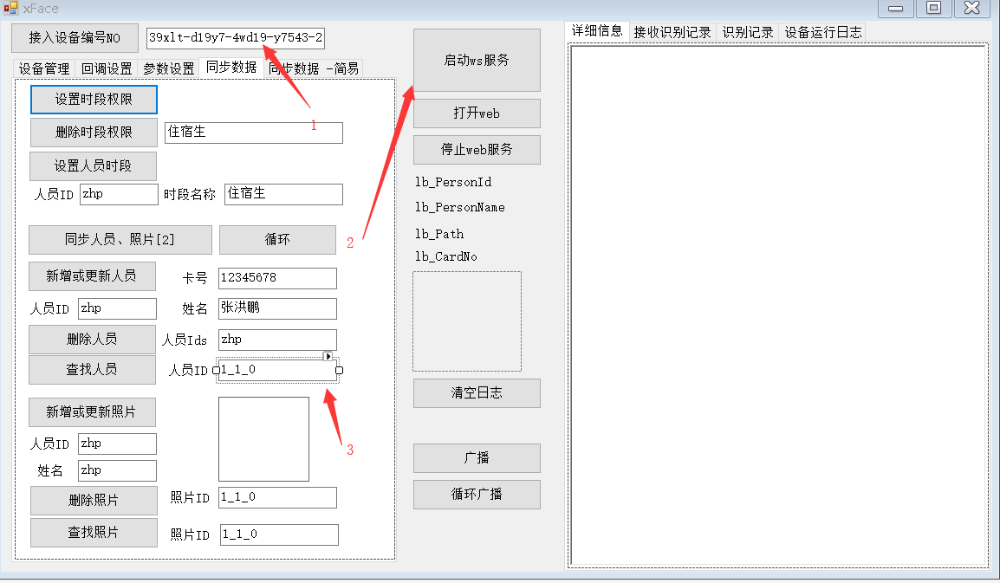 xFace
接入设备编号NO
39xlt-d19y7-4wd19-y7543-2
设备管理 回调设置 参数设置 同步数据 同步数据 -简易
设置时段权限
1
删除时段权限 住宿生
设置人员时段
人员ID zhp 时段名称 住宿生
同步人员、照片[2] 循环
新增或更新人员 卡号 12345678
人员ID zhp 姓名 张洪鹏
删除人员 人员Ids zhp
查找人员 人员ID 1_1_0
新增或更新照片
3
人员ID zhp
姓名 zhp
删除照片 照片ID 1_1_0
查找照片 照片ID 1_1_0
启动ws服务
打开web
停止web服务
lb_PersonId
lb_PersonName
2
lb_Path
lb_CardNo
清空日志
广播
循环广播
详细信息 接收识别记录 识别记录 设备运行日志